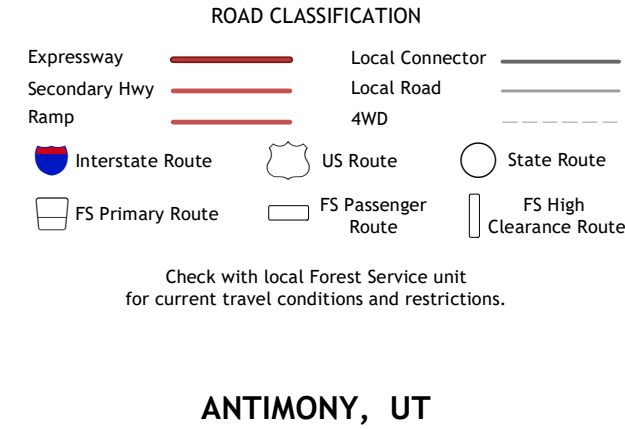 ROAD CLASSIFICATION
Expressway
Local Connector
Secondary Hwy
Local Road
Ramp
4WD
Interstate Route
US Route
State Route
FS Primary Route
FS Passenger
Route
FS High
Clearance Route
Check with local Forest Service unit
for current travel conditions and restrictions.
ANTIMONY, UT